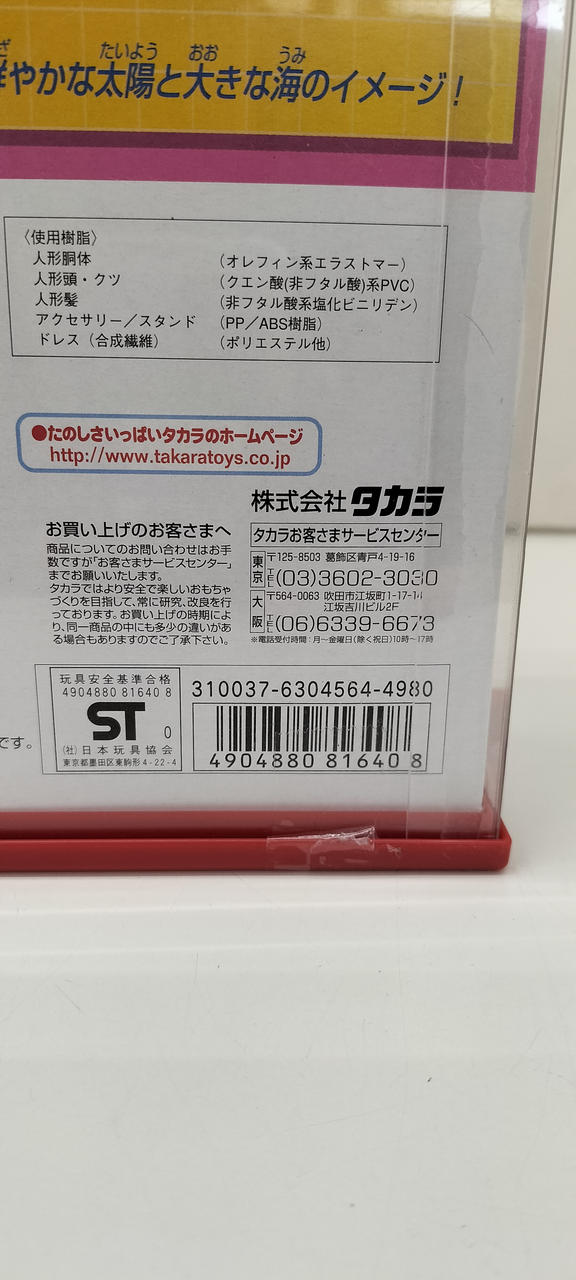 やかな太陽と大きな海のイメージ!
たいよう おお うみ
〈使用樹脂〉
人形胴体 (オレフィン系エラストマー)
人形頭・クツ (クエン酸(非フタル酸)系PVC)
人形髪 (非フタル酸系塩化ビニリデン)
アクセサリー/スタンド (PP/ABS樹脂)
ドレス(合成繊維) (ポリエステル他)
●たのしさいっぱいタカラのホームページ
http://www.takaratoys.co.jp
株式会社タカラ
お買い上げのお客さまへ
商品についてのお問い合わせはお手
数ですが「お客さまサービスセンター」
までお願いいたします。
タカラではより安全で楽しいおもちゃ
づくりを目指して、常に研究、改良を行
っております。お買い上げの時期によ
り、同一商品の中にも多少の違いがあ
る場合もありますのでご了承下さい。
タカラお客さまサービスセンター
東京 〒125-8503 葛飾区青戸4-19-16
TEL(03)3602-3030
大阪 〒564-0063 吹田市江坂町1-17-14
江坂吉川ビル2F
TEL(06)6339-6673
※電話受付時間:月〜金曜日(除く祝日)10時〜17時
です。
玩具安全基準合格
4904880 81640 8
ST 0
(社)日本玩具協会
東京都墨田区東駒形4-22-4
310037-6304564-4980
4904880 81640 8